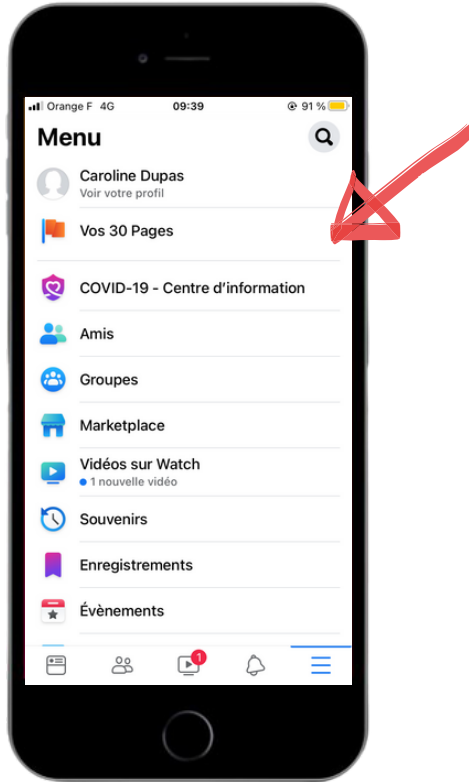 Orange F 4G 09:39 91 %
Menu
Caroline Dupas
Voir votre profil
Vos 30 Pages
COVID-19 - Centre d’information
Amis
Groupes
Marketplace
Vidéos sur Watch
1 nouvelle vidéo
Souvenirs
Enregistrements
Évènements
1